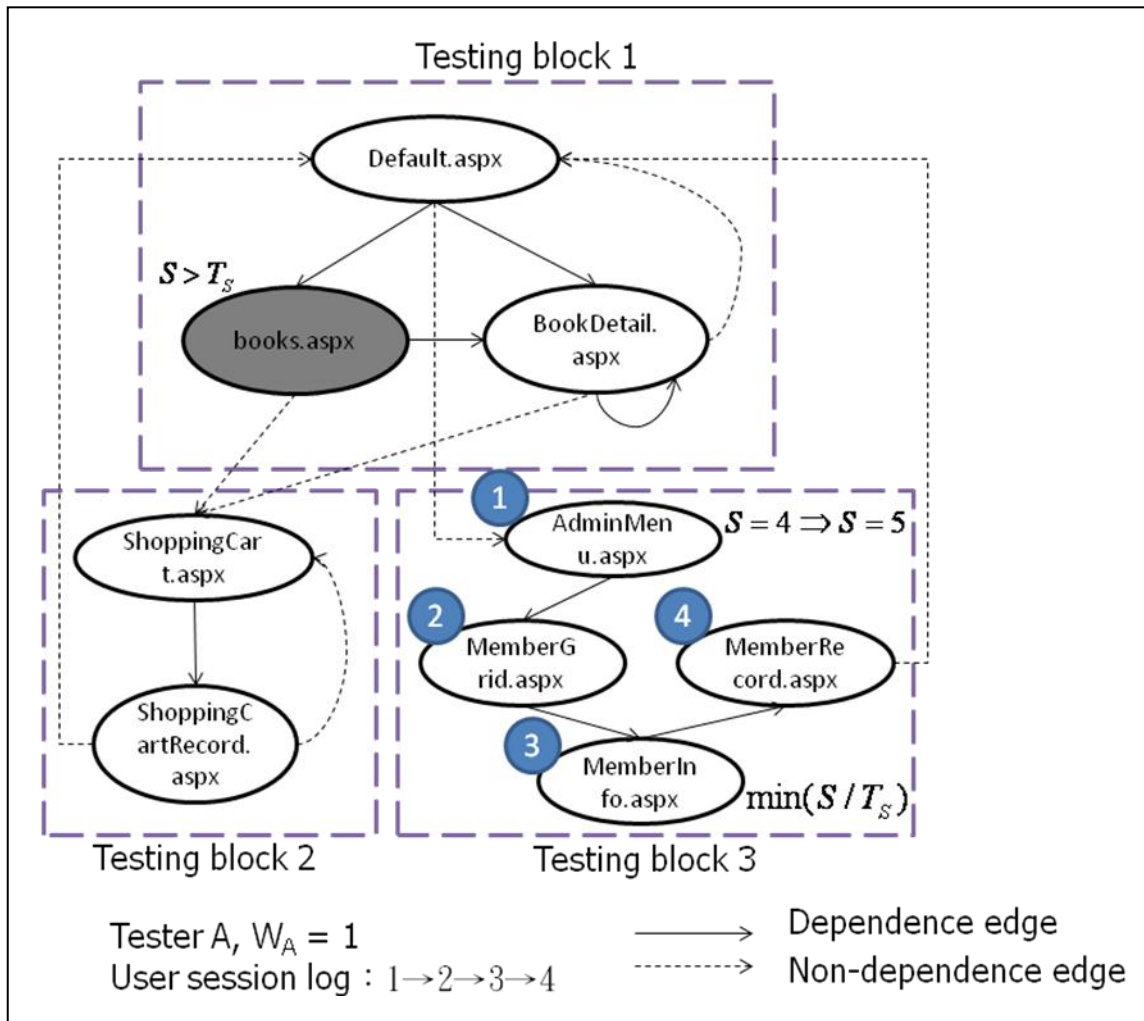 Testing block 1
Default.aspx
S > T_S
books.aspx
BookDetail.
aspx
1
AdminMen
u.aspx
S = 4 ⇒ S = 5
ShoppingCar
t.aspx
2
MemberG
rid.aspx
4
MemberRe
cord.aspx
ShoppingC
artRecord.
aspx
3
MemberIn
fo.aspx
min(S / T_S)
Testing block 2
Testing block 3
Tester A, W_A = 1
User session log : 1→2→3→4
Dependence edge
Non-dependence edge